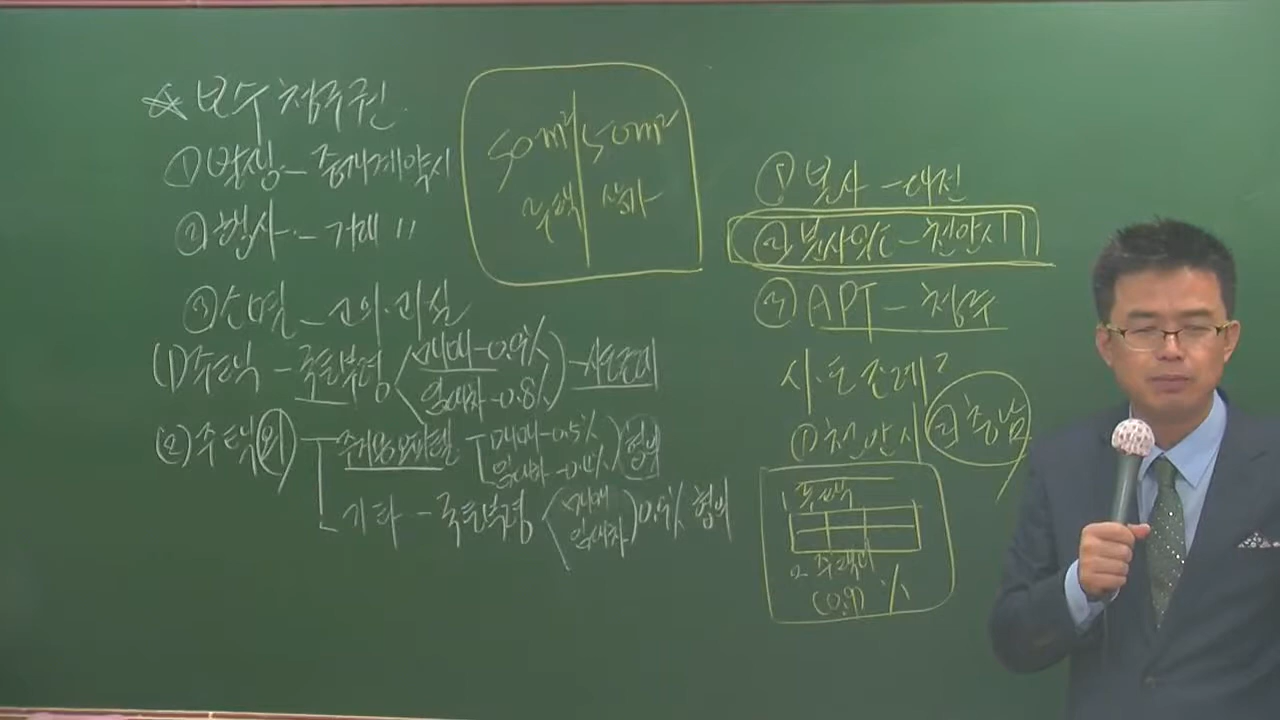 ☆ 보수청구권.
① 발생 - 중개계약시
② 행사 - 거래 〃
③ 소멸 - 고의·과실
(1) 주택 - 국토부령 < 매매 - 0.9% 임대차 - 0.8% ) - 시·도조례
(2) 주택외 - 주거용오피스텔 매매 - 0.5% 임대차 - 0.4% ) 협의
기타 - 국토부령 < 매매 임대차 ) 0.9% 협의
50m² 주택 | 50m² 상가
① 본사 - 대전
② 분사무소 - 천안시
③ APT - 청주
시·도조례?
① 천안시 ② 충남
1. 주택
2. 주택외
(0.9) %